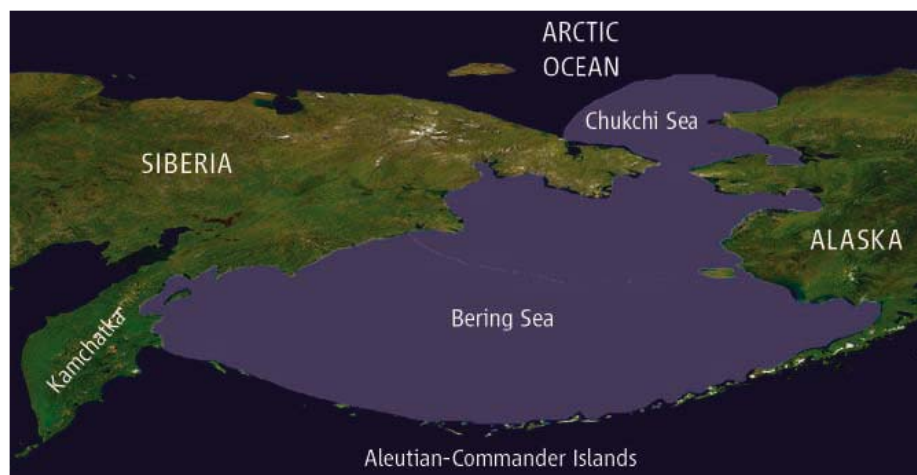 ARCTIC
OCEAN
Chukchi Sea
SIBERIA
ALASKA
Bering Sea
Kamchatka
Aleutian-Commander Islands